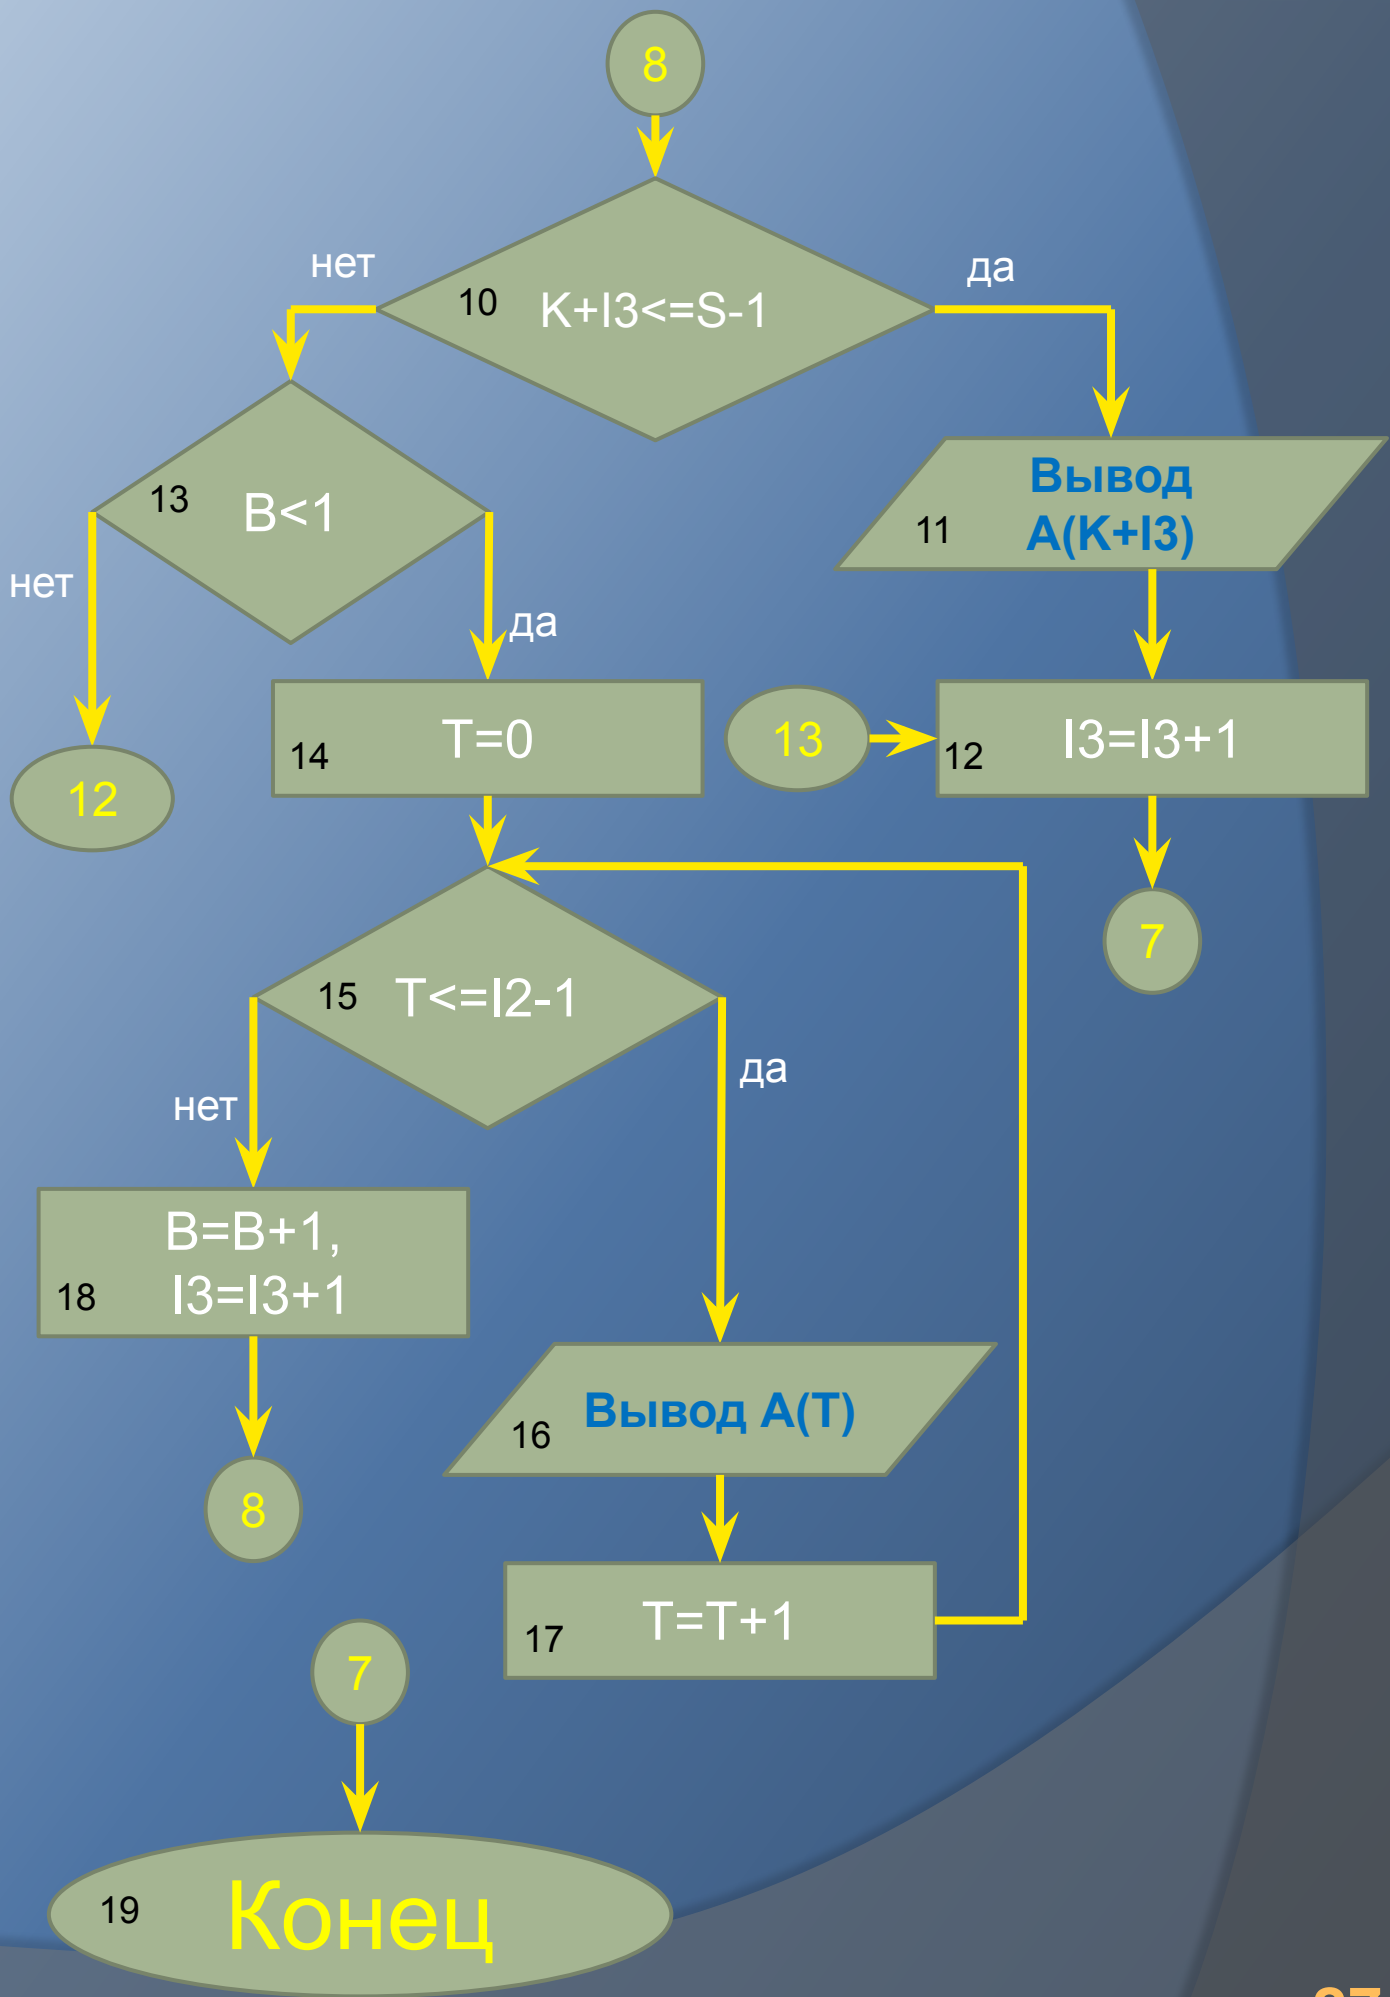 8
нет
да
10
K+I3<=S-1
13
B<1
Вывод
A(K+I3)
11
нет
да
14
T=0
13
12
I3=I3+1
12
7
15
T<=I2-1
да
нет
B=B+1,
18
I3=I3+1
16
Вывод A(T)
8
17
T=T+1
7
19
Конец